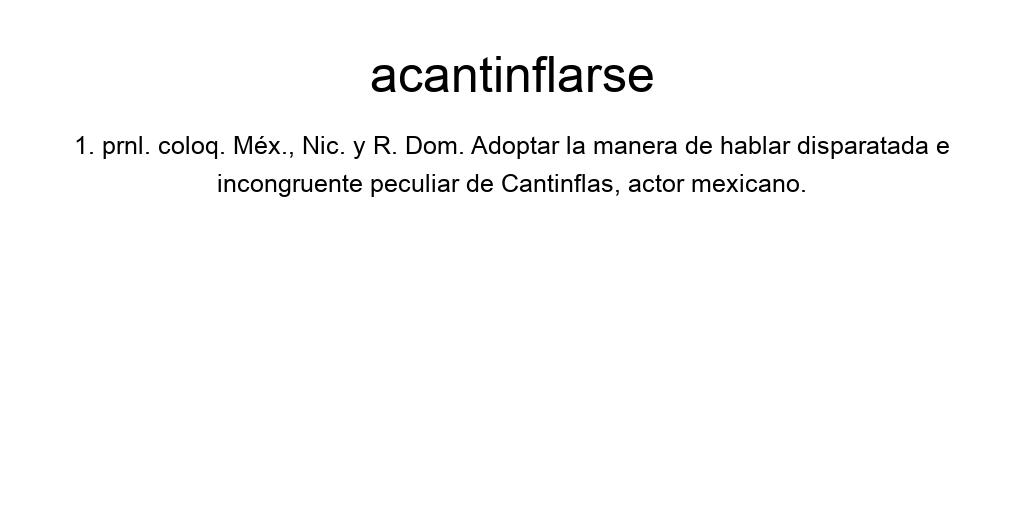 acantinflarse
1. prnl. coloq. Méx., Nic. y R. Dom. Adoptar la manera de hablar disparatada e
incongruente peculiar de Cantinflas, actor mexicano.